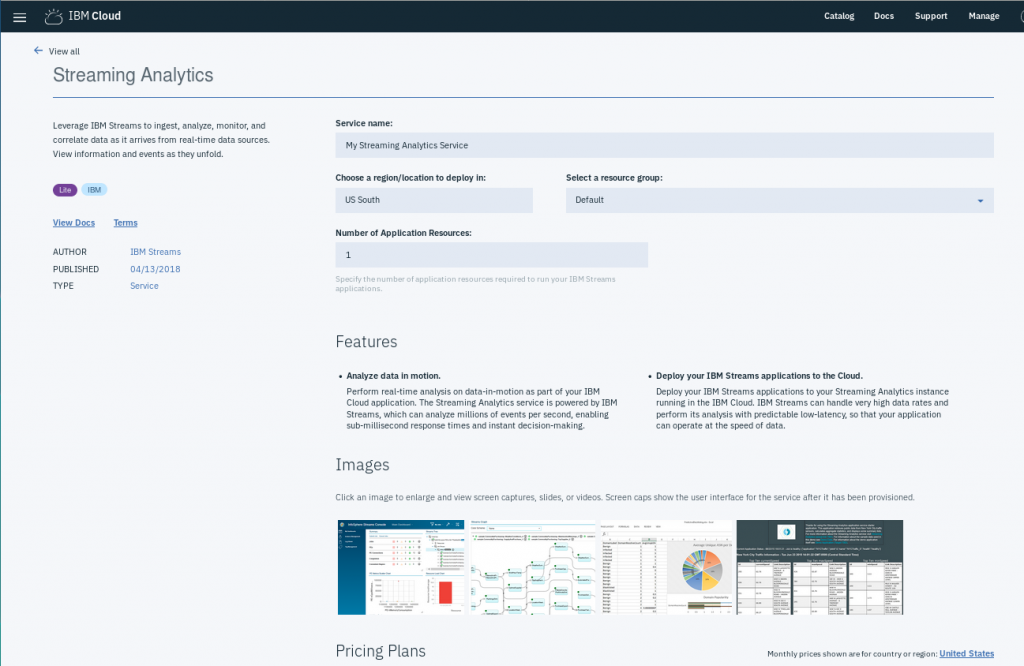 IBM Cloud
Catalog Docs Support Manage
← View all
Streaming Analytics
Leverage IBM Streams to ingest, analyze, monitor, and
correlate data as it arrives from real-time data sources.
View information and events as they unfold.
Lite IBM
View Docs Terms
AUTHOR IBM Streams
PUBLISHED 04/13/2018
TYPE Service
Service name:
My Streaming Analytics Service
Choose a region/location to deploy in:
US South
Select a resource group:
Default
Number of Application Resources:
1
Specify the number of application resources required to run your IBM Streams
applications.
Features
• Analyze data in motion.
Perform real-time analysis on data-in-motion as part of your IBM
Cloud application. The Streaming Analytics service is powered by IBM
Streams, which can analyze millions of events per second, enabling
sub-millisecond response times and instant decision-making.
• Deploy your IBM Streams applications to the Cloud.
Deploy your IBM Streams applications to your Streaming Analytics instance
running in the IBM Cloud. IBM Streams can handle very high data rates and
perform its analysis with predictable low-latency, so that your application
can operate at the speed of data.
Images
Click an image to enlarge and view screen captures, slides, or videos. Screen caps show the user interface for the service after it has been provisioned.
Pricing Plans
Monthly prices shown are for country or region: United States